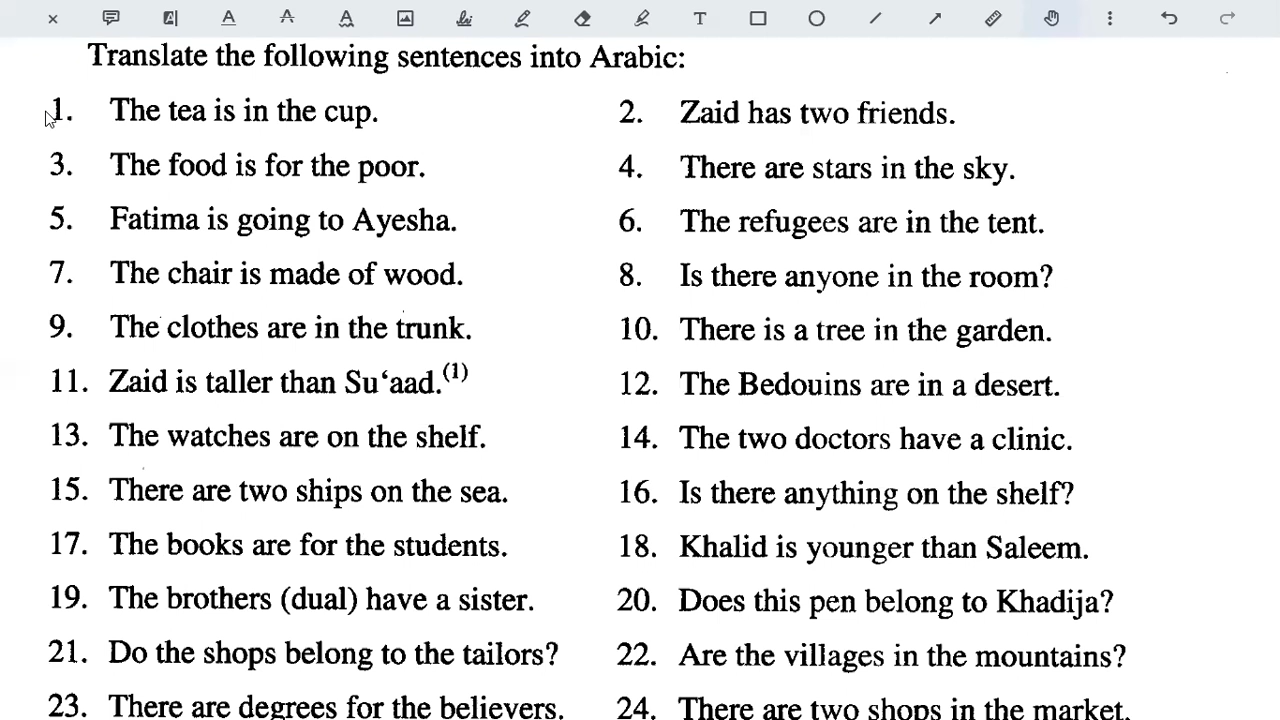 Translate the following sentences into Arabic:
1. The tea is in the cup.
2. Zaid has two friends.
3. The food is for the poor.
4. There are stars in the sky.
5. Fatima is going to Ayesha.
6. The refugees are in the tent.
7. The chair is made of wood.
8. Is there anyone in the room?
9. The clothes are in the trunk.
10. There is a tree in the garden.
11. Zaid is taller than Su‘aad.(1)
12. The Bedouins are in a desert.
13. The watches are on the shelf.
14. The two doctors have a clinic.
15. There are two ships on the sea.
16. Is there anything on the shelf?
17. The books are for the students.
18. Khalid is younger than Saleem.
19. The brothers (dual) have a sister.
20. Does this pen belong to Khadija?
21. Do the shops belong to the tailors?
22. Are the villages in the mountains?
23. There are degrees for the believers.
24. There are two shops in the market.